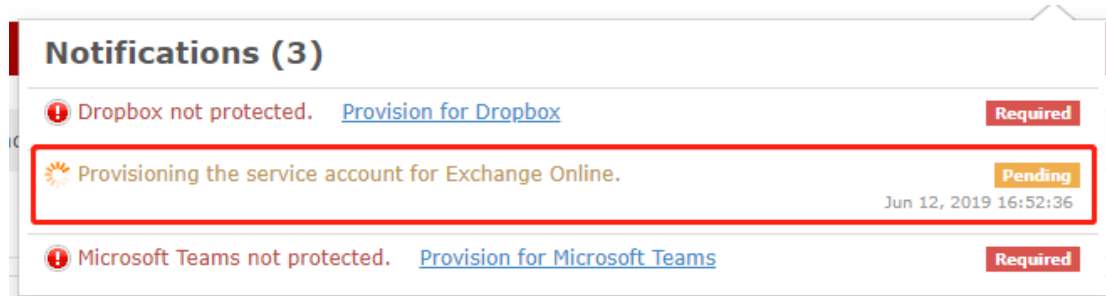 Notifications (3)
Dropbox not protected. Provision for Dropbox Required
Provisioning the service account for Exchange Online. Pending
Jun 12, 2019 16:52:36
Microsoft Teams not protected. Provision for Microsoft Teams Required